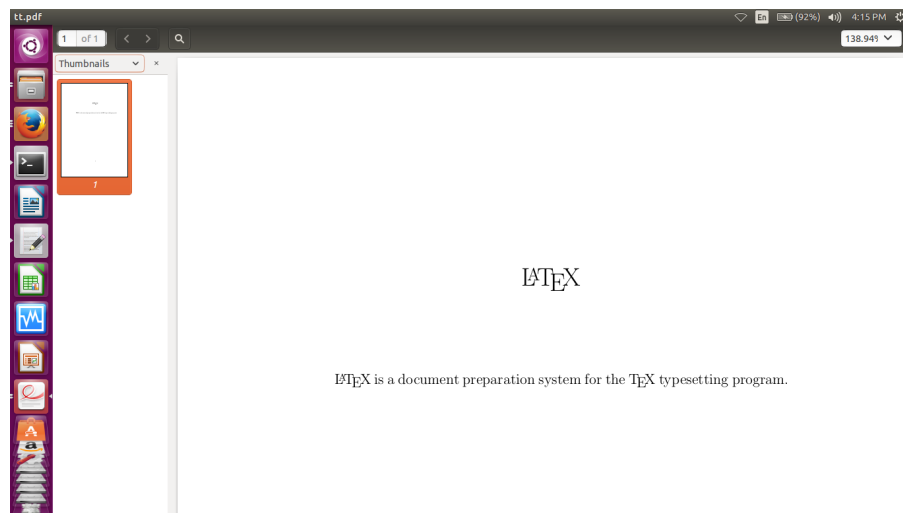 tt.pdf
En (92%) 4:15 PM
1 of 1
138.94%
Thumbnails ×
1
LATEX
LATEX is a document preparation system for the TEX typesetting program.